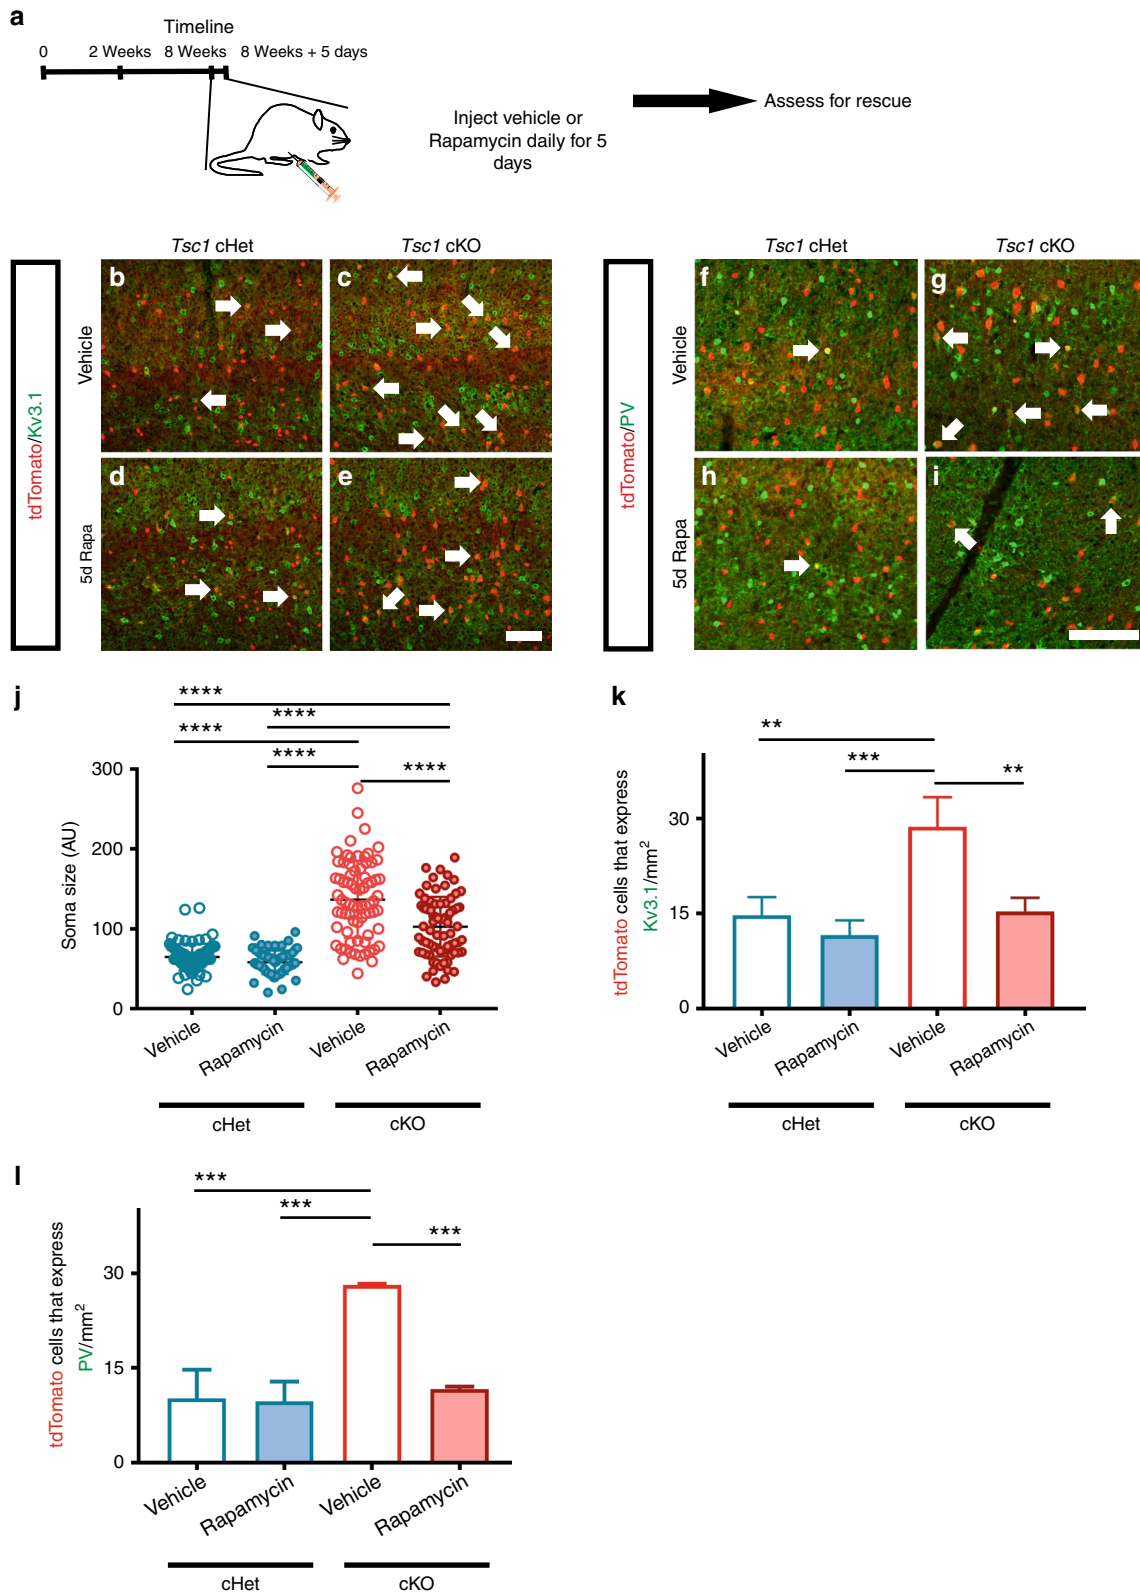 a
Timeline
0 2 Weeks 8 Weeks 8 Weeks + 5 days
Inject vehicle or
Rapamycin daily for 5
days
Assess for rescue
Tsc1 cHet Tsc1 cKO
tdTomato/Kv3.1
Vehicle
5d Rapa
b
c
d
e
Tsc1 cHet Tsc1 cKO
tdTomato/PV
Vehicle
5d Rapa
f
g
h
i
j
****
****
****
**** ****
Soma size (AU)
300
200
100
0
Vehicle Rapamycin Vehicle Rapamycin
cHet cKO
k
**
*** **
tdTomato cells that express
Kv3.1/mm2
30
15
0
Vehicle Rapamycin Vehicle Rapamycin
cHet cKO
l
***
***
***
tdTomato cells that express
PV/mm2
30
15
0
Vehicle Rapamycin Vehicle Rapamycin
cHet cKO